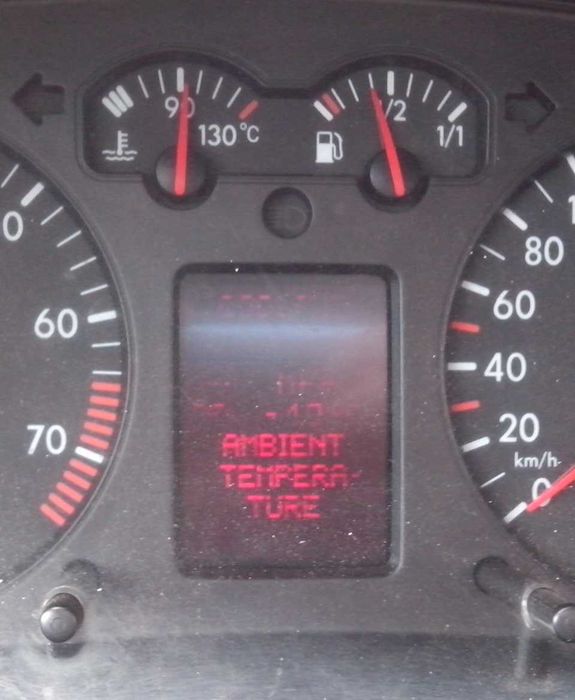 90
130°C
1/2
1/1
60
70
80
60
40
20
km/h
0
AMBIENT
TEMPERA-
TURE